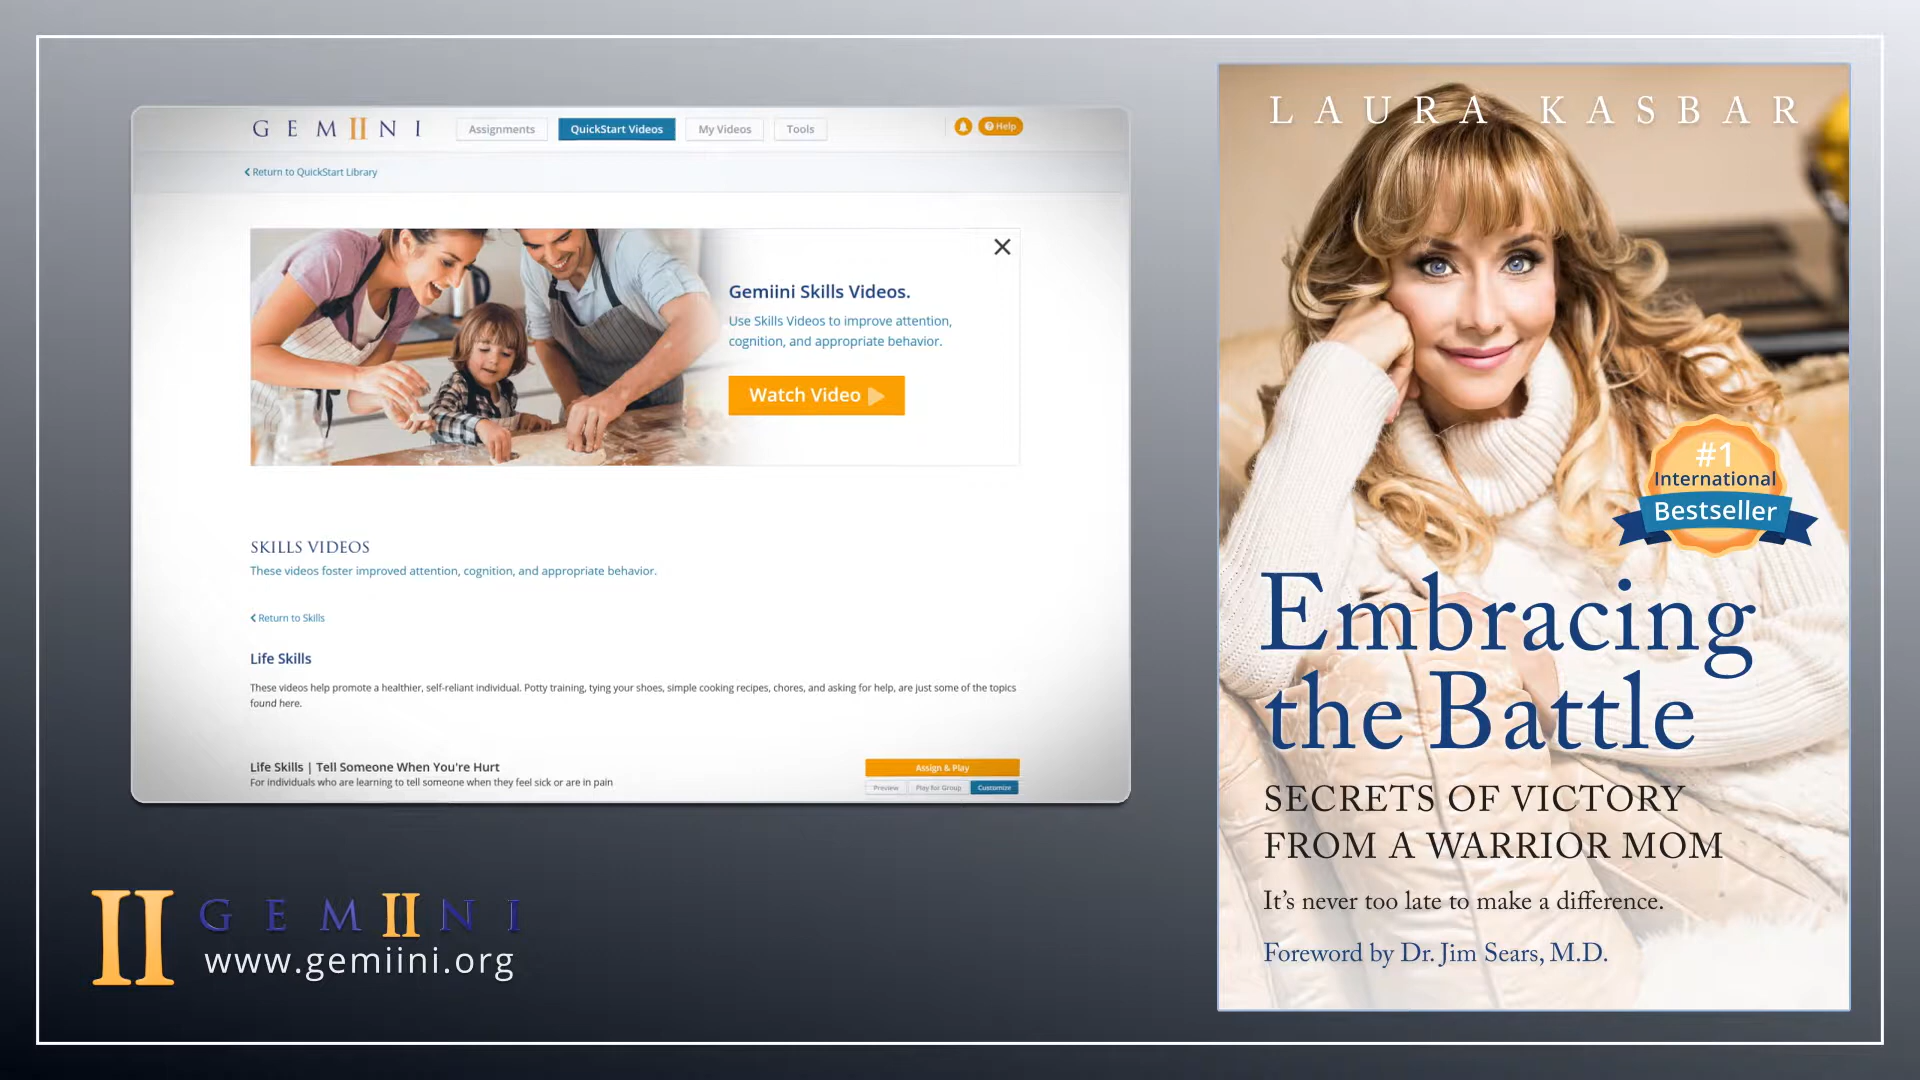 GEMIINI
Assignments
QuickStart Videos
My Videos
Tools
Help
Return to QuickStart Library
Gemiini Skills Videos.
Use Skills Videos to improve attention,
cognition, and appropriate behavior.
Watch Video
SKILLS VIDEOS
These videos foster improved attention, cognition, and appropriate behavior.
Return to Skills
Life Skills
These videos help promote a healthier, self-reliant individual. Potty training, tying your shoes, simple cooking recipes, chores, and asking for help, are just some of the topics
found here.
Life Skills | Tell Someone When You're Hurt
For individuals who are learning to tell someone when they feel sick or are in pain
Assign & Play
Preview
Play for Group
Customize
II GEMIINI
www.gemiini.org
LAURA KASBAR
#1
International
Bestseller
Embracing
the Battle
SECRETS OF VICTORY
FROM A WARRIOR MOM
It's never too late to make a difference.
Foreword by Dr. Jim Sears, M.D.